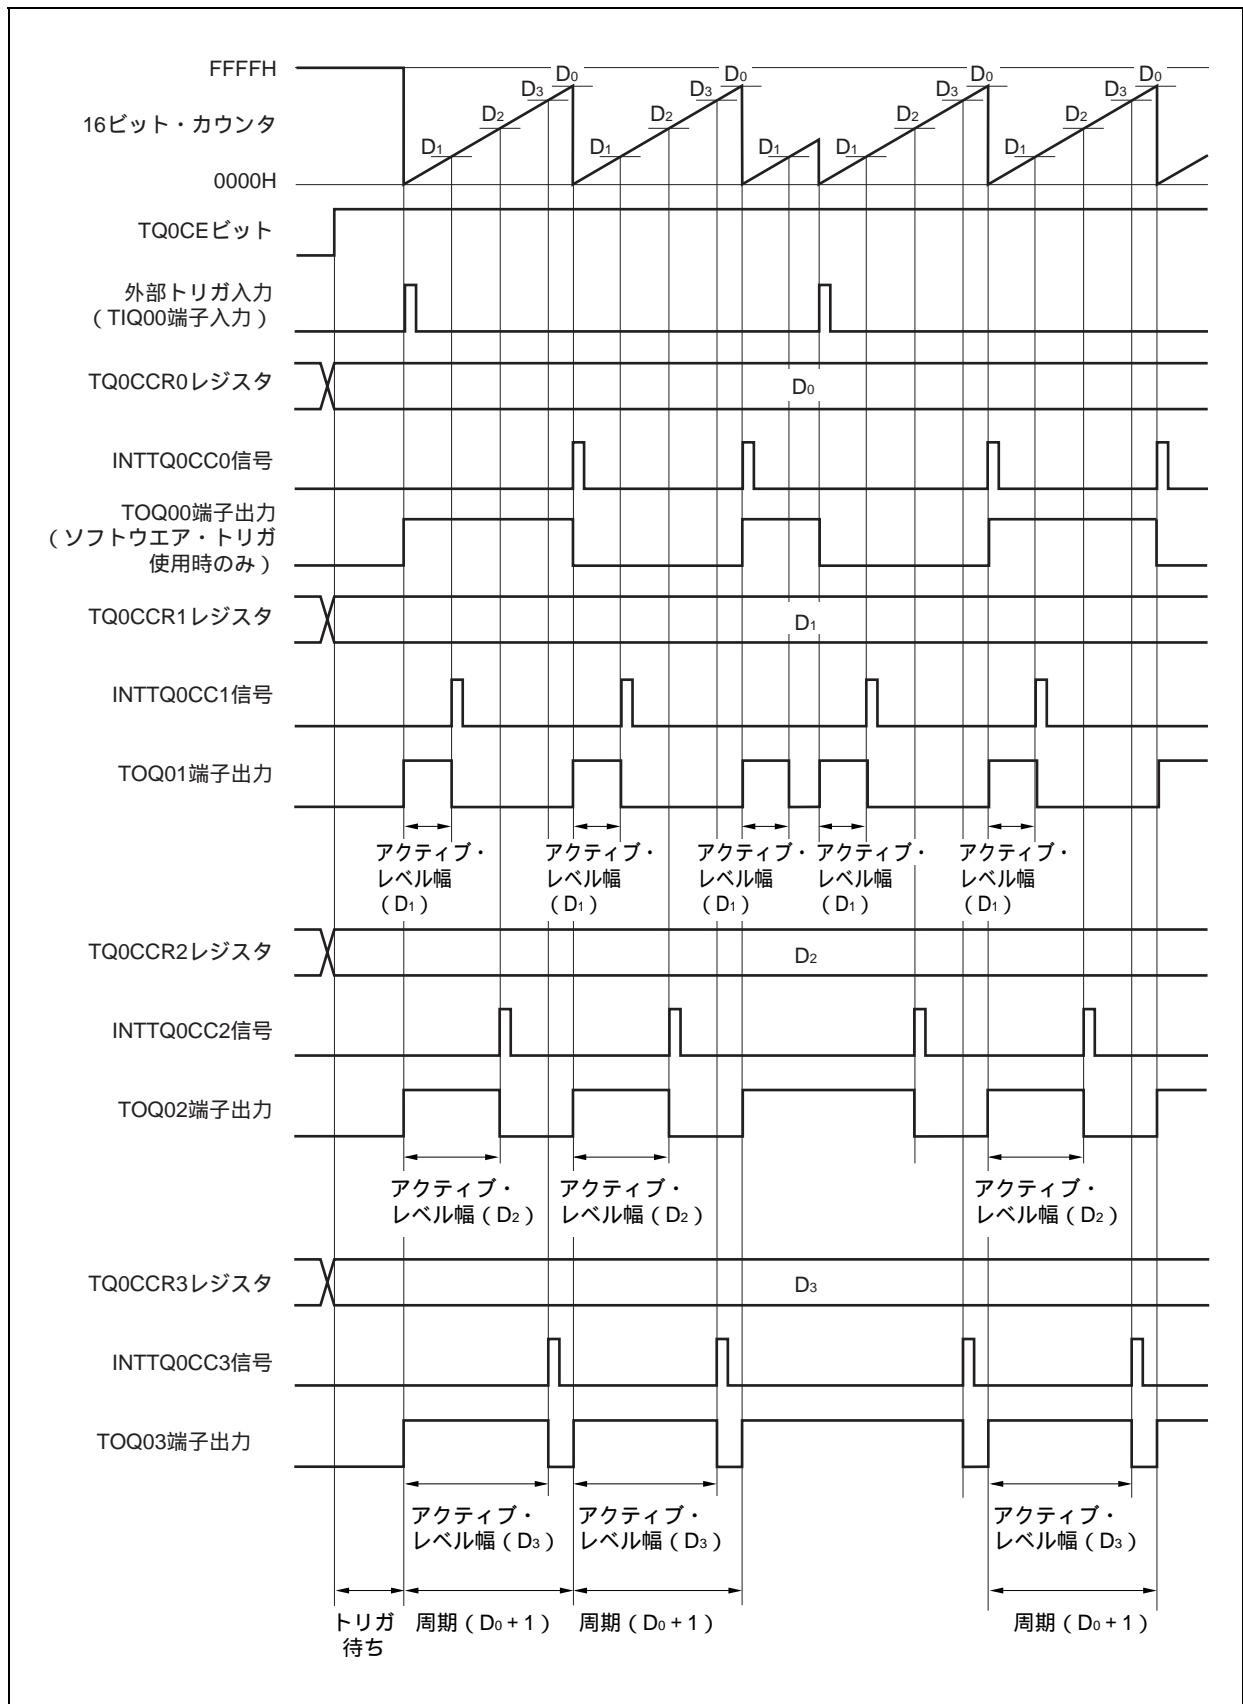 FFFFH
D0 D0 D0 D0
D3 D3 D3 D3
16ビット・カウンタ
D2 D2 D2 D2
D1 D1 D1 D1 D1
0000H
TQ0CEビット
外部トリガ入力
（TIQ00端子入力）
TQ0CCR0レジスタ
D0
INTTQ0CC0信号
TOQ00端子出力
（ソフトウエア・トリガ
使用時のみ）
TQ0CCR1レジスタ
D1
INTTQ0CC1信号
TOQ01端子出力
アクティブ・ アクティブ・ アクティブ・ アクティブ・ アクティブ・
レベル幅 レベル幅 レベル幅 レベル幅 レベル幅
（D1） （D1） （D1） （D1） （D1）
TQ0CCR2レジスタ
D2
INTTQ0CC2信号
TOQ02端子出力
アクティブ・ アクティブ・ アクティブ・
レベル幅（D2） レベル幅（D2） レベル幅（D2）
TQ0CCR3レジスタ
D3
INTTQ0CC3信号
TOQ03端子出力
アクティブ・ アクティブ・ アクティブ・
レベル幅（D3） レベル幅（D3） レベル幅（D3）
トリガ 周期（D0+1） 周期（D0+1） 周期（D0+1）
待ち